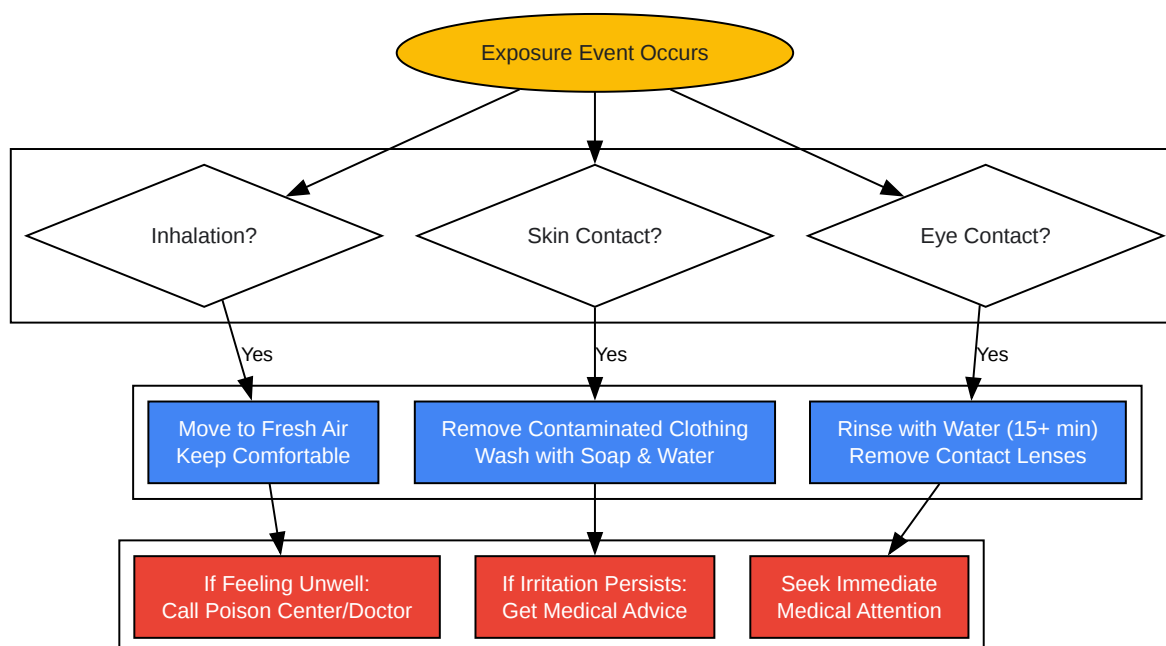 Exposure Event Occurs
Inhalation?
Skin Contact?
Eye Contact?
Yes
Yes
Yes
Move to Fresh Air
Keep Comfortable
Remove Contaminated Clothing
Wash with Soap & Water
Rinse with Water (15+ min)
Remove Contact Lenses
If Feeling Unwell:
Call Poison Center/Doctor
If Irritation Persists:
Get Medical Advice
Seek Immediate
Medical Attention